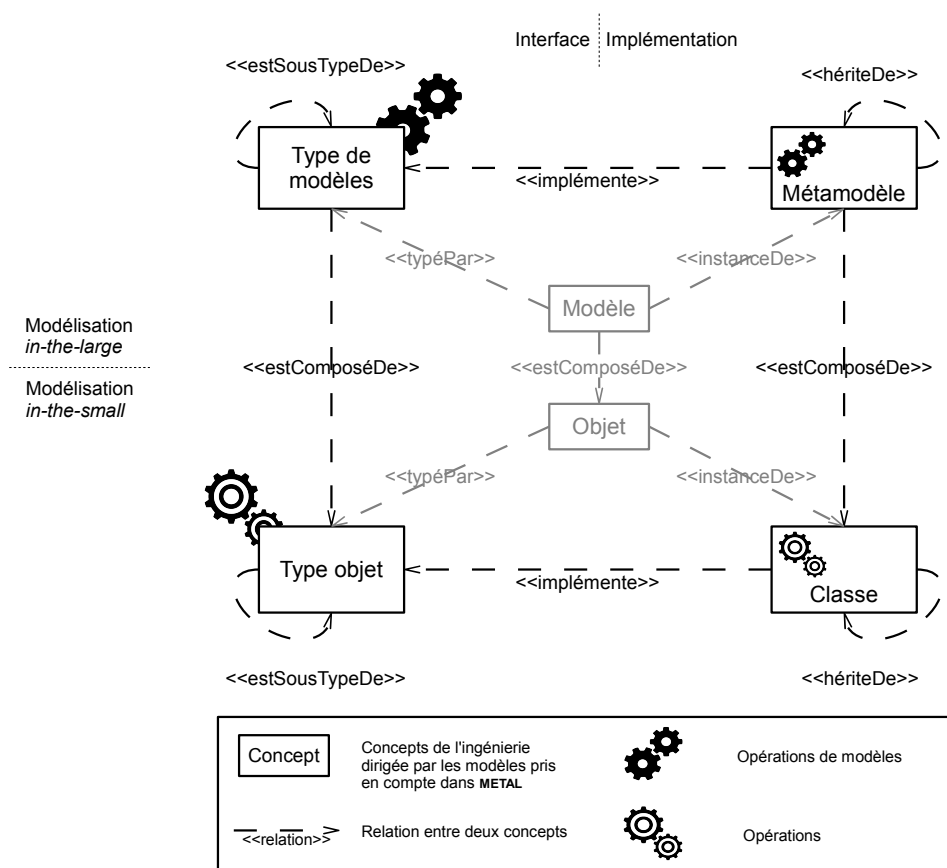 Interface Implémentation
<<estSousTypeDe>>
<<hériteDe>>
Type de
modèles
<<implémente>>
Métamodèle
<<typéPar>>
<<instanceDe>>
Modèle
Modélisation
in-the-large
<<estComposéDe>>
<<estComposéDe>>
<<estComposéDe>>
Modélisation
in-the-small
Objet
<<typéPar>>
<<instanceDe>>
Type objet
<<implémente>>
Classe
<<estSousTypeDe>>
<<hériteDe>>
Concept
Concepts de l'ingénierie
dirigée par les modèles pris
en compte dans METAL
Opérations de modèles
<<relation>>
Relation entre deux concepts
Opérations